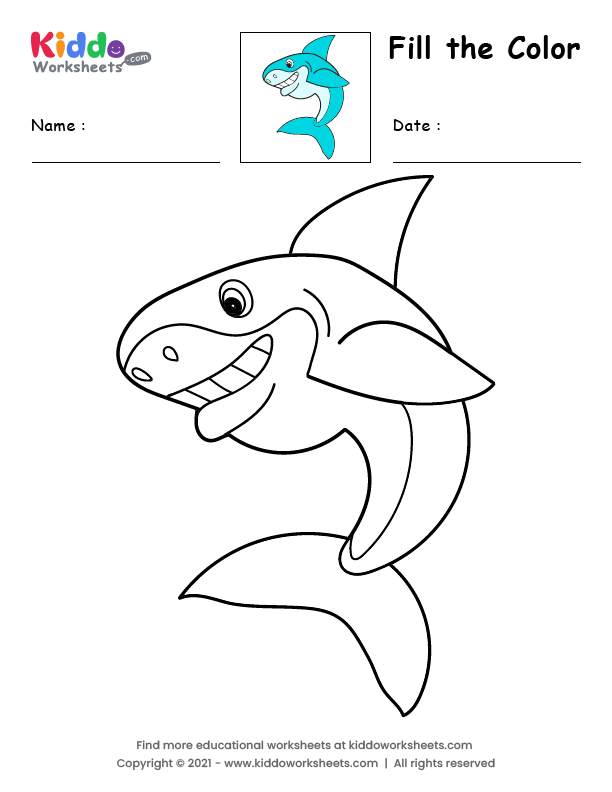 Kiddo
Worksheets.com
Fill the Color
Name :
Date :
Find more educational worksheets at kiddoworksheets.com
Copyright © 2021 - www.kiddoworksheets.com | All rights reserved